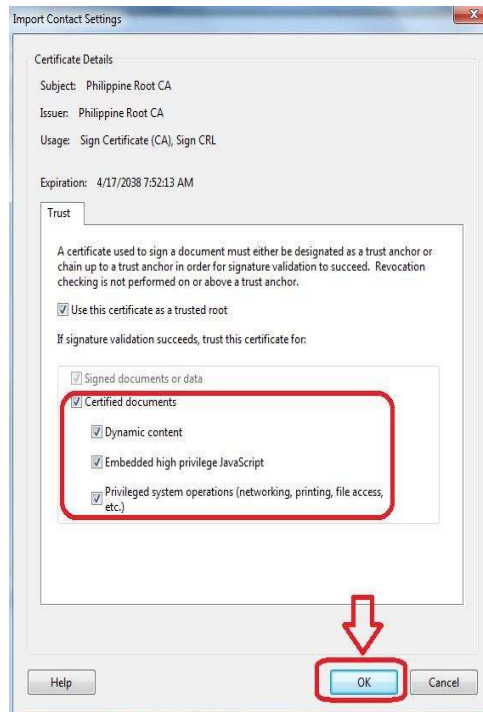 Import Contact Settings
Certificate Details
Subject: Philippine Root CA
Issuer: Philippine Root CA
Usage: Sign Certificate (CA), Sign CRL
Expiration: 4/17/2038 7:52:13 AM
Trust
A certificate used to sign a document must either be designated as a trust anchor or
chain up to a trust anchor in order for signature validation to succeed. Revocation
checking is not performed on or above a trust anchor.
Use this certificate as a trusted root
If signature validation succeeds, trust this certificate for:
Signed documents or data
Certified documents
Dynamic content
Embedded high privilege JavaScript
Privileged system operations (networking, printing, file access,
etc.)
Help OK Cancel